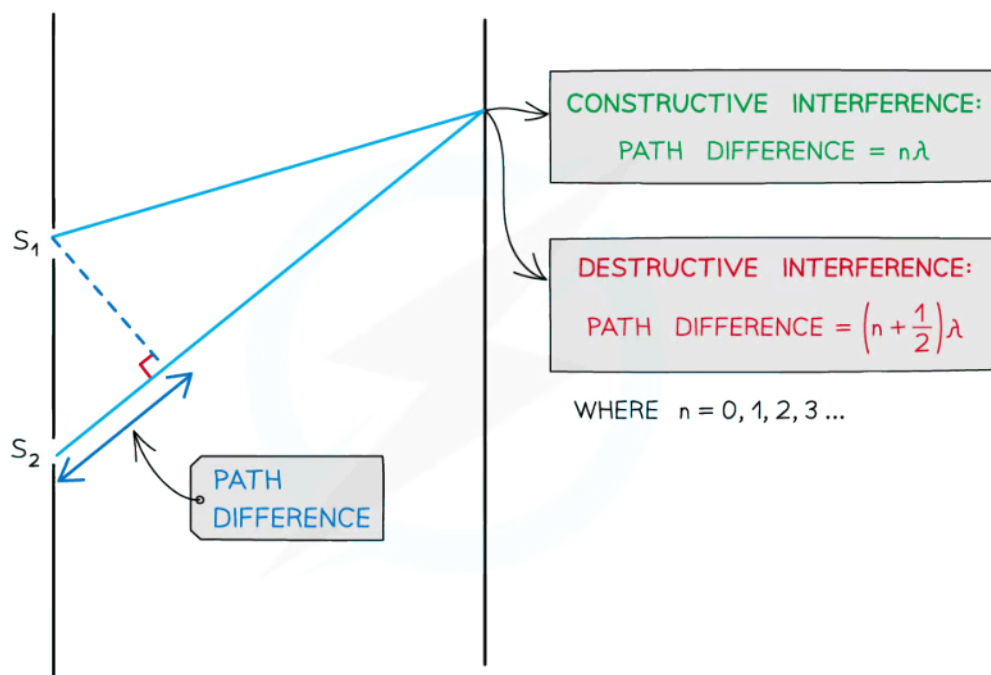 S₁
S₂
PATH
DIFFERENCE
CONSTRUCTIVE INTERFERENCE:
PATH DIFFERENCE = nλ
DESTRUCTIVE INTERFERENCE:
PATH DIFFERENCE = (n + 1/2)λ
WHERE n = 0, 1, 2, 3 ...